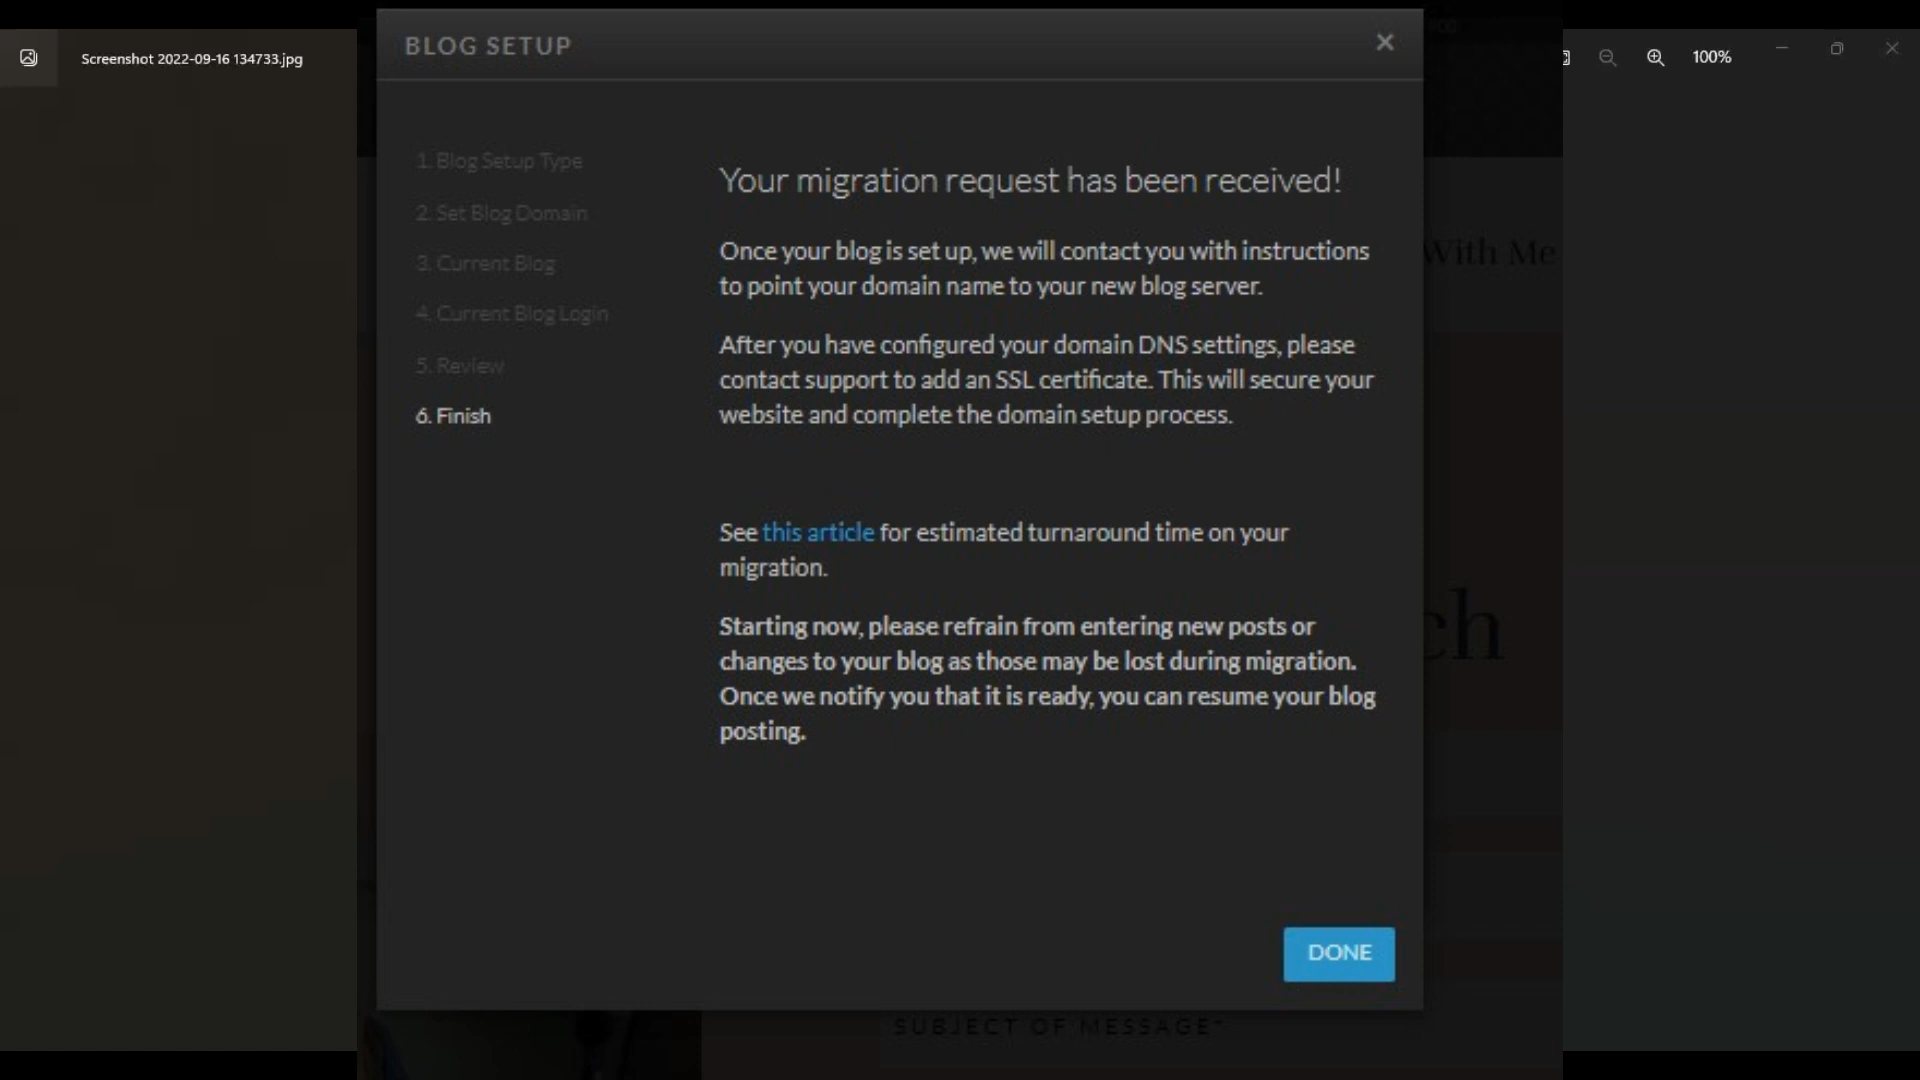 Screenshot 2022-09-16 134733.jpg
100%
BLOG SETUP
1. Blog Setup Type
2. Set Blog Domain
3. Current Blog
4. Current Blog Login
5. Review
6. Finish
Your migration request has been received!
Once your blog is set up, we will contact you with instructions
to point your domain name to your new blog server.
After you have configured your domain DNS settings, please
contact support to add an SSL certificate. This will secure your
website and complete the domain setup process.
See this article for estimated turnaround time on your
migration.
Starting now, please refrain from entering new posts or
changes to your blog as those may be lost during migration.
Once we notify you that it is ready, you can resume your blog
posting.
DONE
With Me
ch
SUBJECT OF MESSAGE*